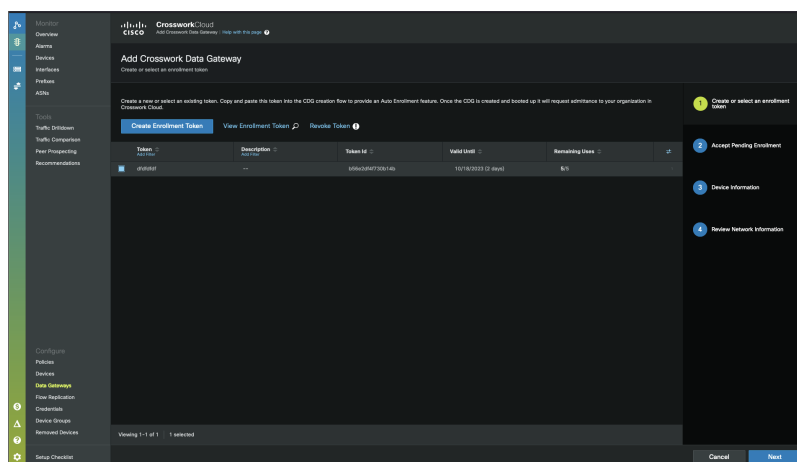 Monitor
Overview
Alarms
Devices
Interfaces
Prefixes
ASNs
Tools
Traffic Drilldown
Traffic Comparison
Peer Prospecting
Recommendations
Configure
Policies
Devices
Data Gateways
Flow Replication
Credentials
Device Groups
Removed Devices
Setup Checklist
CISCO
CrossworkCloud
Add Crosswork Data Gateway | Help with this page
Add Crosswork Data Gateway
Create or select an enrollment token
Create a new or select an existing token. Copy and paste this token into the CDG creation flow to provide an Auto Enrollment feature. Once the CDG is created and booted up it will request admittance to your organization in
Crosswork Cloud.
Create Enrollment Token View Enrollment Token Revoke Token
Token Description Token Id Valid Until Remaining Uses
Add Filter Add Filter
--- b56e2df4f730b14b 10/18/2023 (2 days) 5/5
Viewing 1-1 of 1 | 1 selected
1 Create or select an enrollment
token
2 Accept Pending Enrollment
3 Device Information
4 Review Network Information
Cancel Next